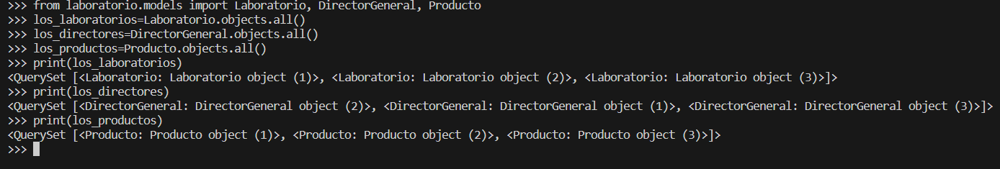 >>> from laboratorio.models import Laboratorio, DirectorGeneral, Producto
>>> los_laboratorios=Laboratorio.objects.all()
>>> los_directores=DirectorGeneral.objects.all()
>>> los_productos=Producto.objects.all()
>>> print(los_laboratorios)
<QuerySet [<Laboratorio: Laboratorio object (1)>, <Laboratorio: Laboratorio object (2)>, <Laboratorio: Laboratorio object (3)>]>
>>> print(los_directores)
<QuerySet [<DirectorGeneral: DirectorGeneral object (2)>, <DirectorGeneral: DirectorGeneral object (1)>, <DirectorGeneral: DirectorGeneral object (3)>]>
>>> print(los_productos)
<QuerySet [<Producto: Producto object (1)>, <Producto: Producto object (2)>, <Producto: Producto object (3)>]>
>>>